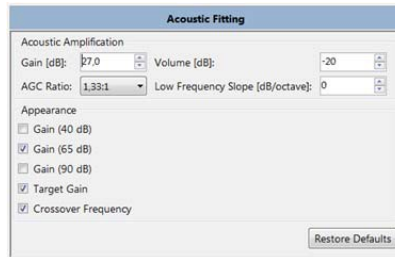 Acoustic Fitting
Acoustic Amplification
Gain [dB]: 27,0 Volume [dB]: -20
AGC Ratio: 1,33:1 Low Frequency Slope [dB/octave]: 0
Appearance
Gain (40 dB)
Gain (65 dB)
Gain (90 dB)
Target Gain
Crossover Frequency
Restore Defaults